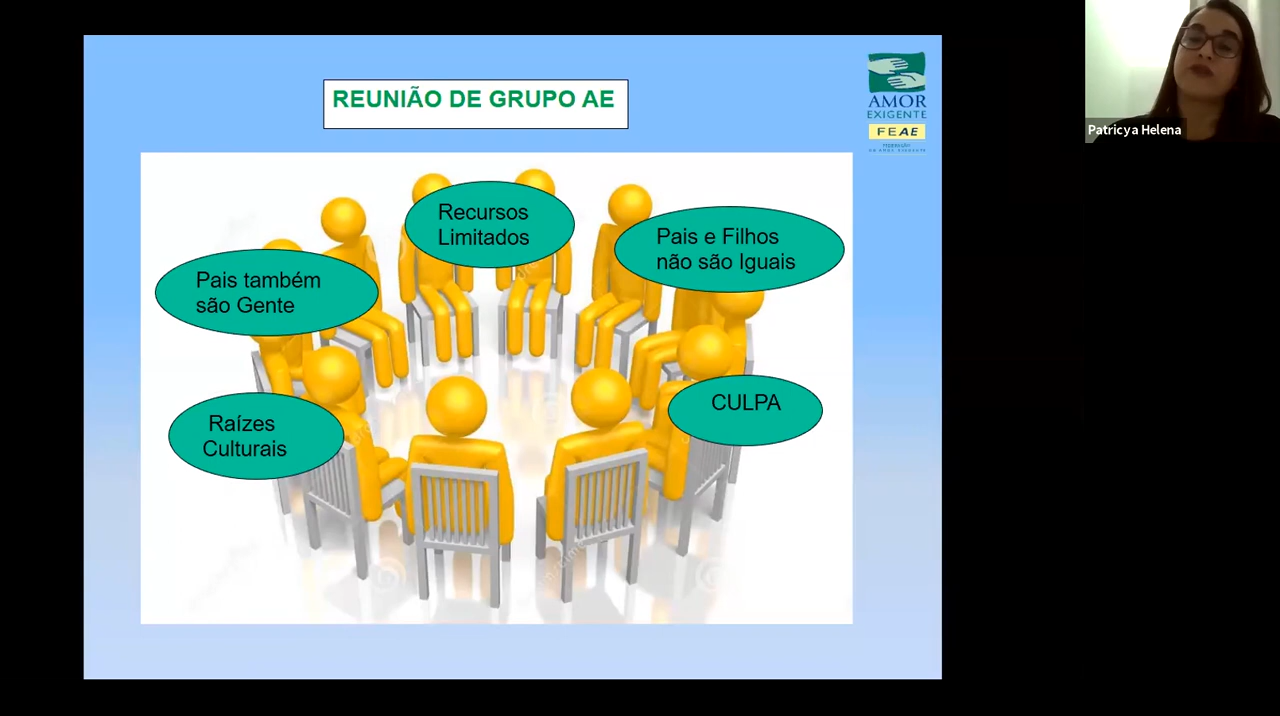 REUNIÃO DE GRUPO AE
AMOR
EXIGENTE
FEAE
Recursos
Limitados
Pais e Filhos
não são Iguais
Pais também
são Gente
CULPA
Raízes
Culturais
Patricya Helena